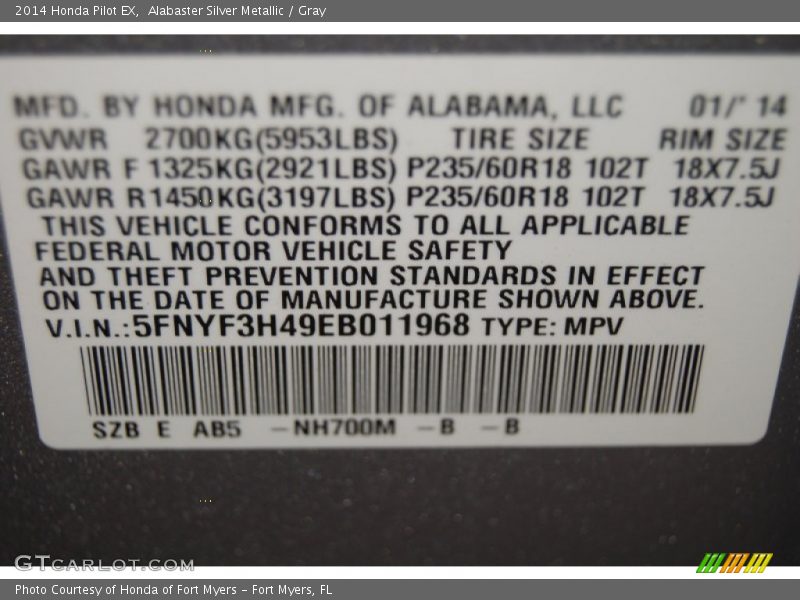 2014 Honda Pilot EX,  Alabaster Silver Metallic / Gray
MFD. BY HONDA MFG. OF ALABAMA, LLC 01/' 14
GVWR 2700KG(5953LBS) TIRE SIZE RIM SIZE
GAWR F 1325KG(2921LBS) P235/60R18 102T 18X7.5J
GAWR R1450KG(3197LBS) P235/60R18 102T 18X7.5J
THIS VEHICLE CONFORMS TO ALL APPLICABLE
FEDERAL MOTOR VEHICLE SAFETY
AND THEFT PREVENTION STANDARDS IN EFFECT
ON THE DATE OF MANUFACTURE SHOWN ABOVE.
V.I.N.:5FNYF3H49EB011968 TYPE: MPV
SZB E AB5 -NH700M -B -B
GTCARLOT.COM
Photo Courtesy of Honda of Fort Myers - Fort Myers, FL